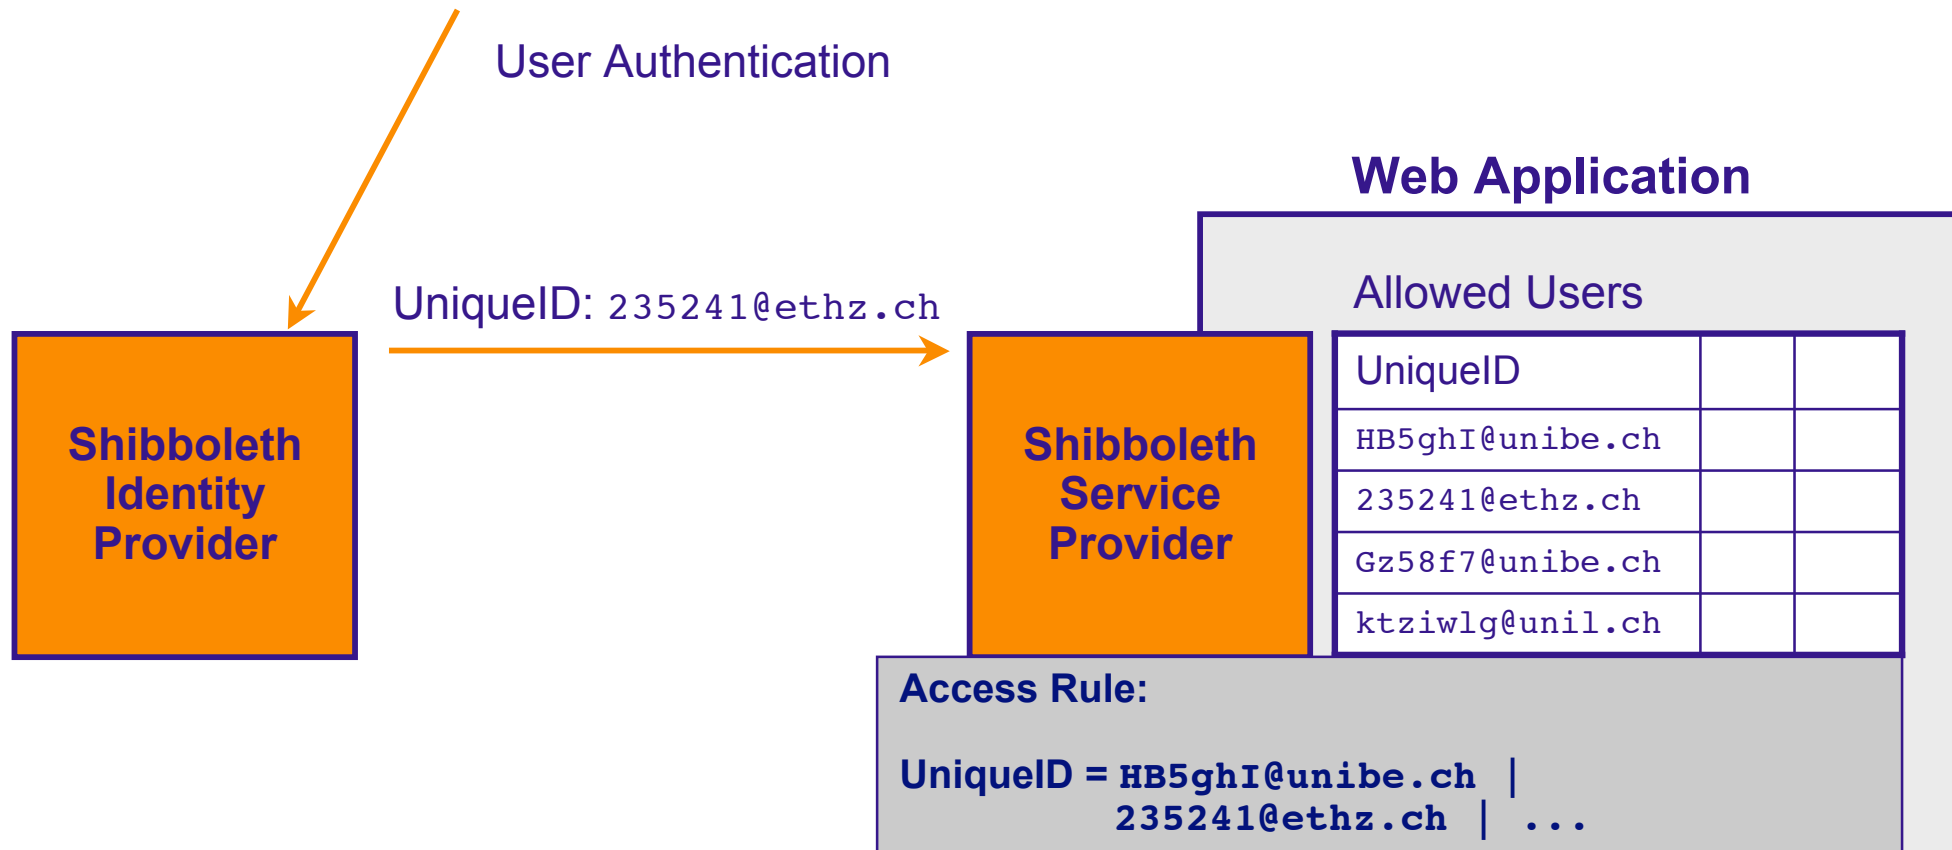 User Authentication
Web Application
UniqueID: 235241@ethz.ch
Allowed Users
Shibboleth
Identity
Provider
Shibboleth
Service
Provider
UniqueID
HB5ghI@unibe.ch
235241@ethz.ch
Gz58f7@unibe.ch
ktziwlg@unil.ch
Access Rule:
UniqueID = HB5ghI@unibe.ch |
235241@ethz.ch | ...